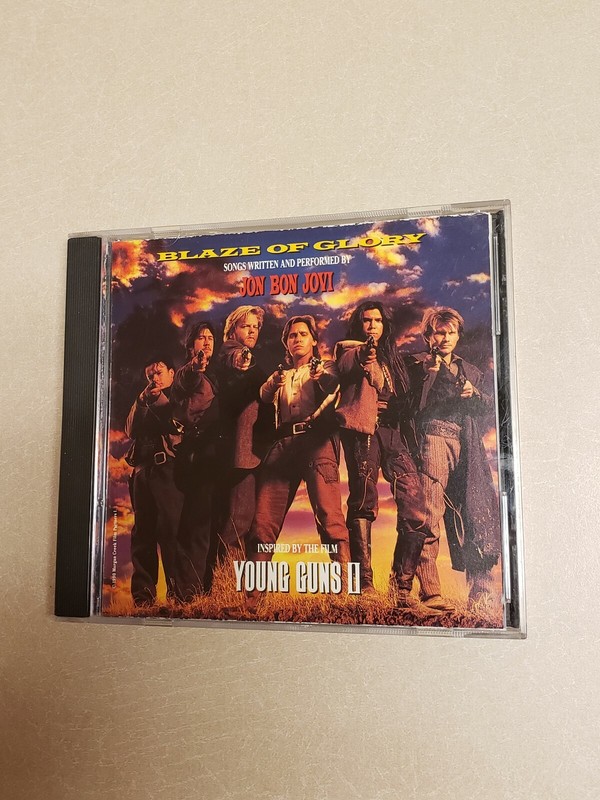 BLAZE OF GLORY
SONGS WRITTEN AND PERFORMED BY
JON BON JOVI
INSPIRED BY THE FILM
YOUNG GUNS II